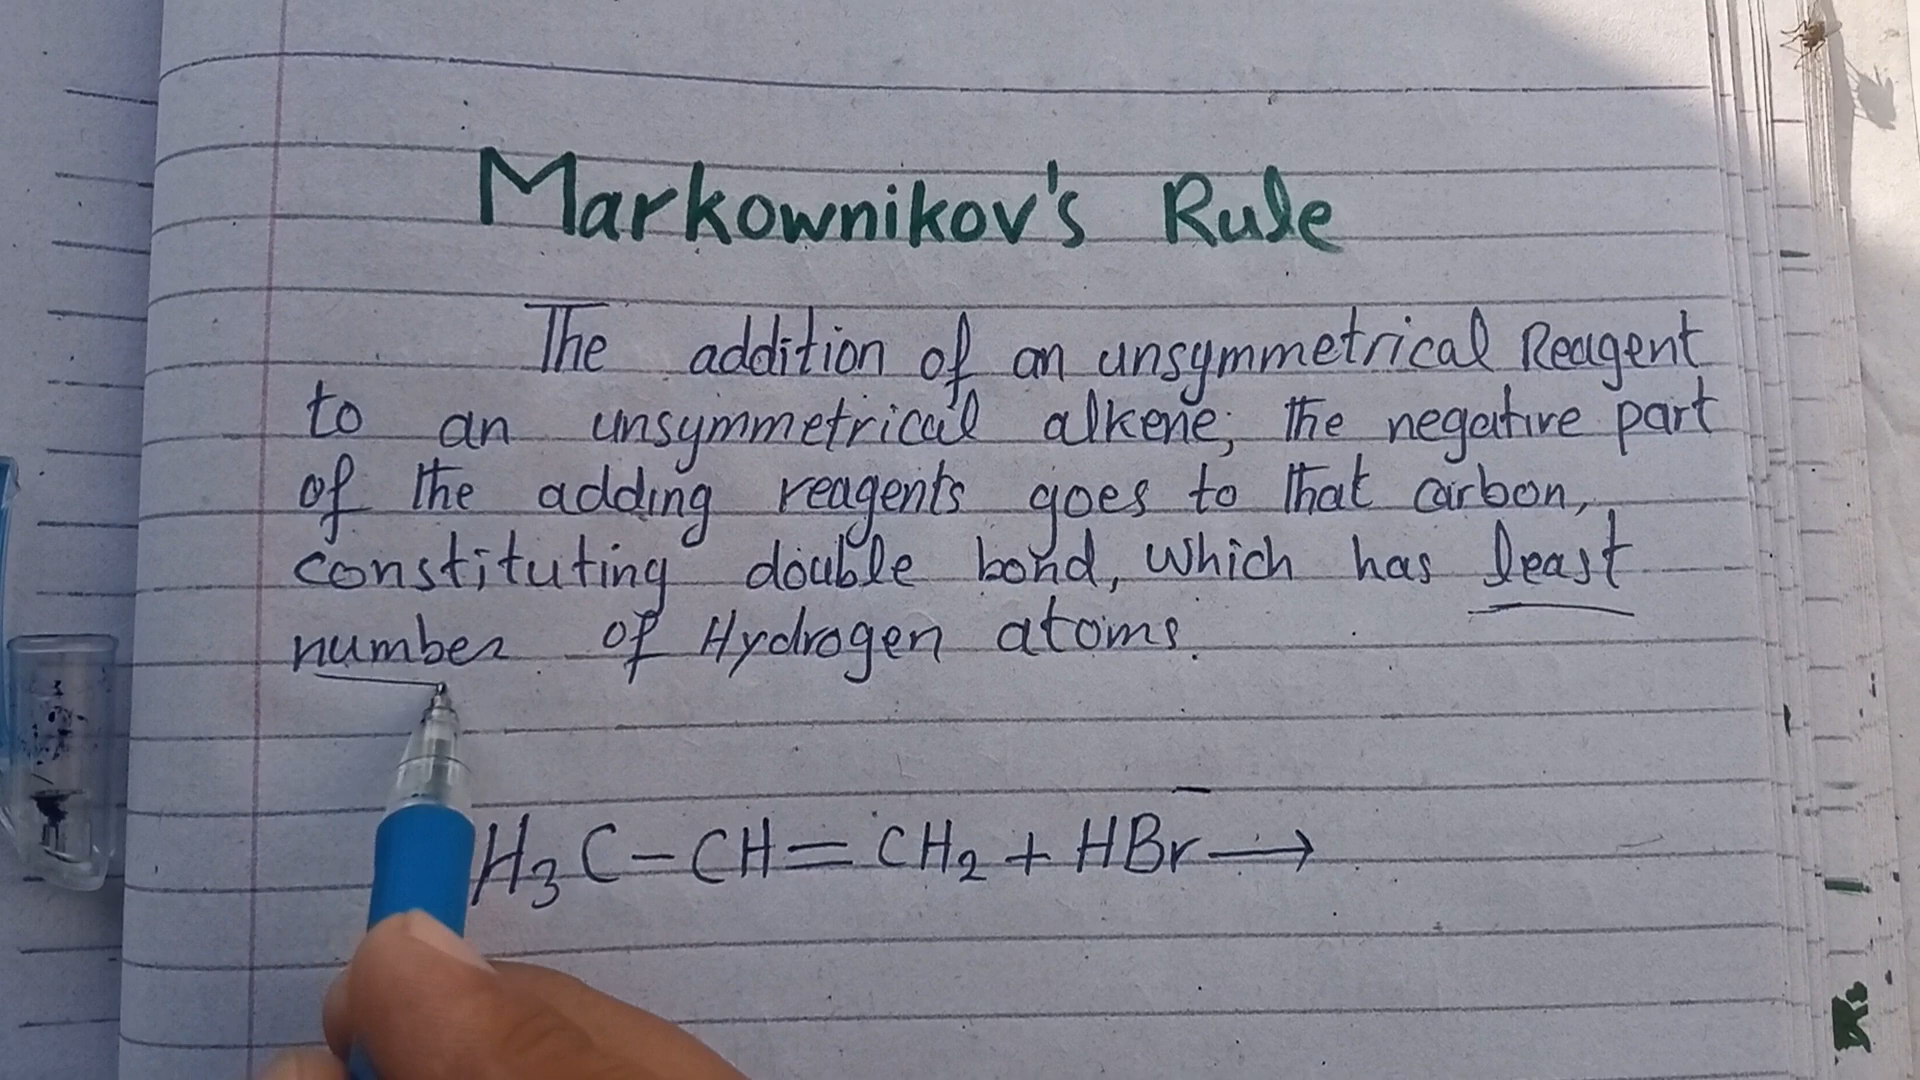 Markownikov's Rule
The addition of an unsymmetrical Reagent
to an unsymmetrical alkene; the negative part
of the adding reagents goes to that carbon,
constituting double bond, which has least
number of Hydrogen atoms.
H₃C-CH=CH₂+HBr→